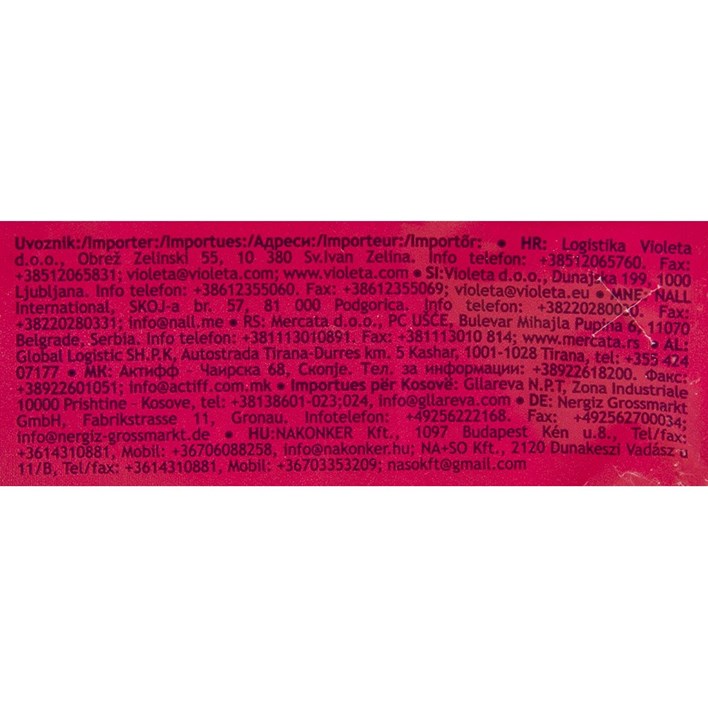 Uvoznik:/Importer:/Importues:/Адреси:/Importeur:/Importőr: • HR: Logistika Violeta
d.o.o., Obrež Zelinski 55, 10 380 Sv.Ivan Zelina. Info telefon: +38512065760. Fax:
+38512065831; violeta@violeta.com; www.violeta.com • SI:Violeta d.o.o., Dunajska 199, 1000
Ljubljana. Info telefon: +38612355060. Fax: +38612355069; violeta@violeta.eu • MNE: NALL
International, SKOJ-a br. 57, 81 000 Podgorica. Info telefon: +38220280030. Fax:
+38220280331; info@nall.me • RS: Mercata d.o.o., PC UŠĆE, Bulevar Mihajla Pupina 6, 11070
Belgrade, Serbia. Info telefon: +381113010891. Fax: +381113010 814; www.mercata.rs • AL:
Global Logistic SH.P.K, Autostrada Tirana-Durres km. 5 Kashar, 1001-1028 Tirana, tel: +355 424
07177 • МК: Актифф - Чаирска 68, Скопје. Тел. за информации: +38922618200. Факс:
+38922601051; info@actiff.com.mk • Importues për Kosovë: Gllareva N.P.T, Zona Industriale
10000 Prishtine - Kosove, tel: +38138601-023;024, info@gllareva.com • DE: Nergiz Grossmarkt
GmbH, Fabrikstrasse 11, Gronau. Infotelefon: +49256222168. Fax: +492562700034;
info@nergiz-grossmarkt.de • HU:NAKONKER Kft., 1097 Budapest Kén u.8., Tel/fax:
+3614310881, Mobil: +36706088258, info@nakonker.hu; NA+SO Kft., 2120 Dunakeszi Vadász u
11/B, Tel/fax: +3614310881, Mobil: +36703353209; nasokft@gmail.com